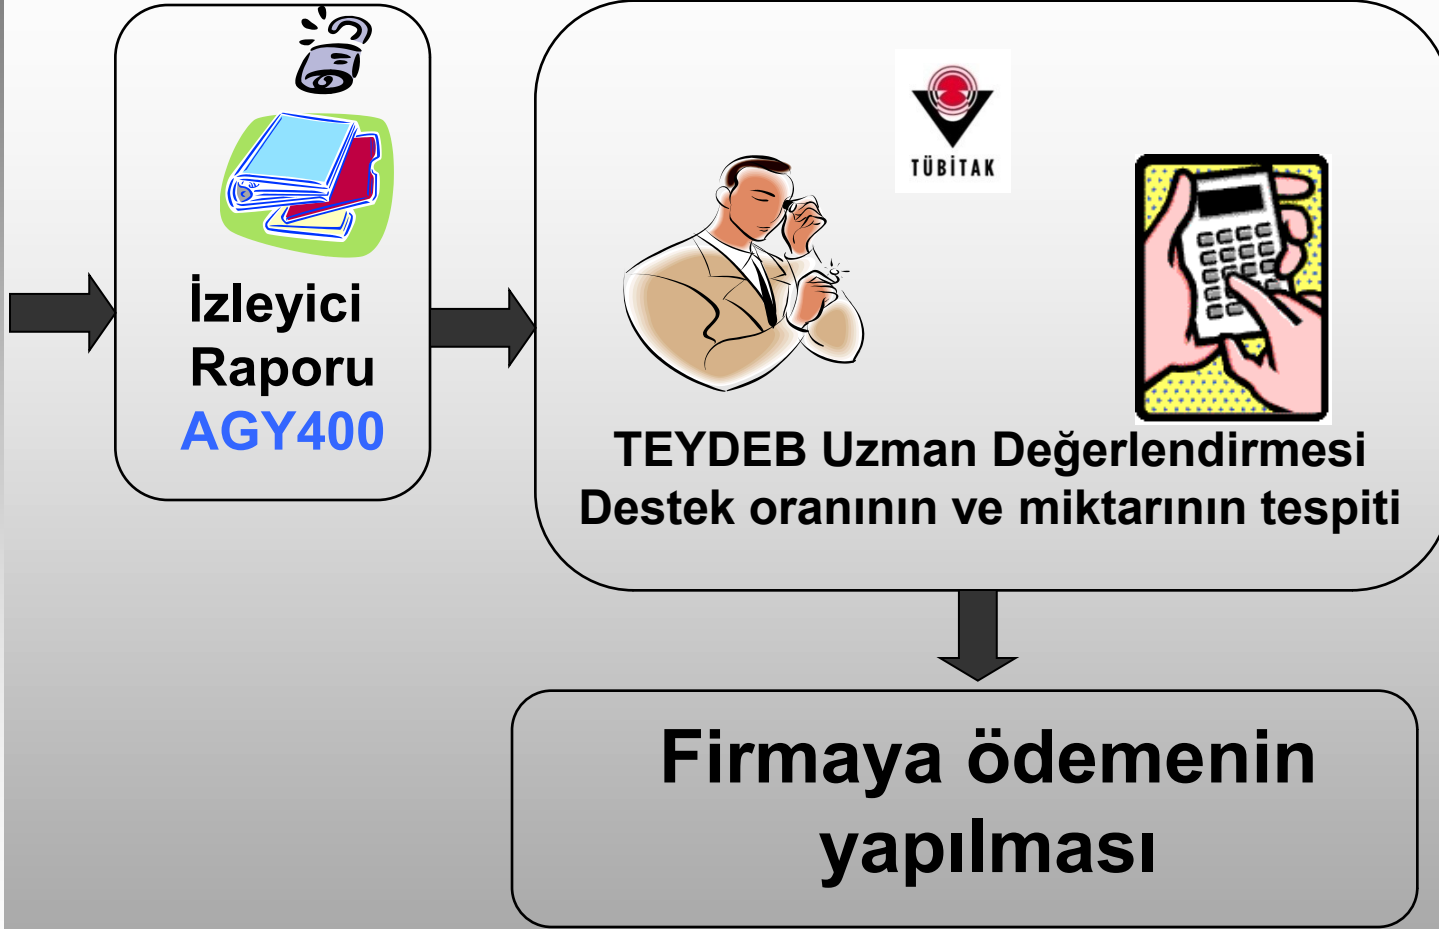 İzleyici
Raporu
AGY400
TÜBİTAK
TEYDEB Uzman Değerlendirmesi
Destek oranının ve miktarının tespiti
Firmaya ödemenin
yapılması